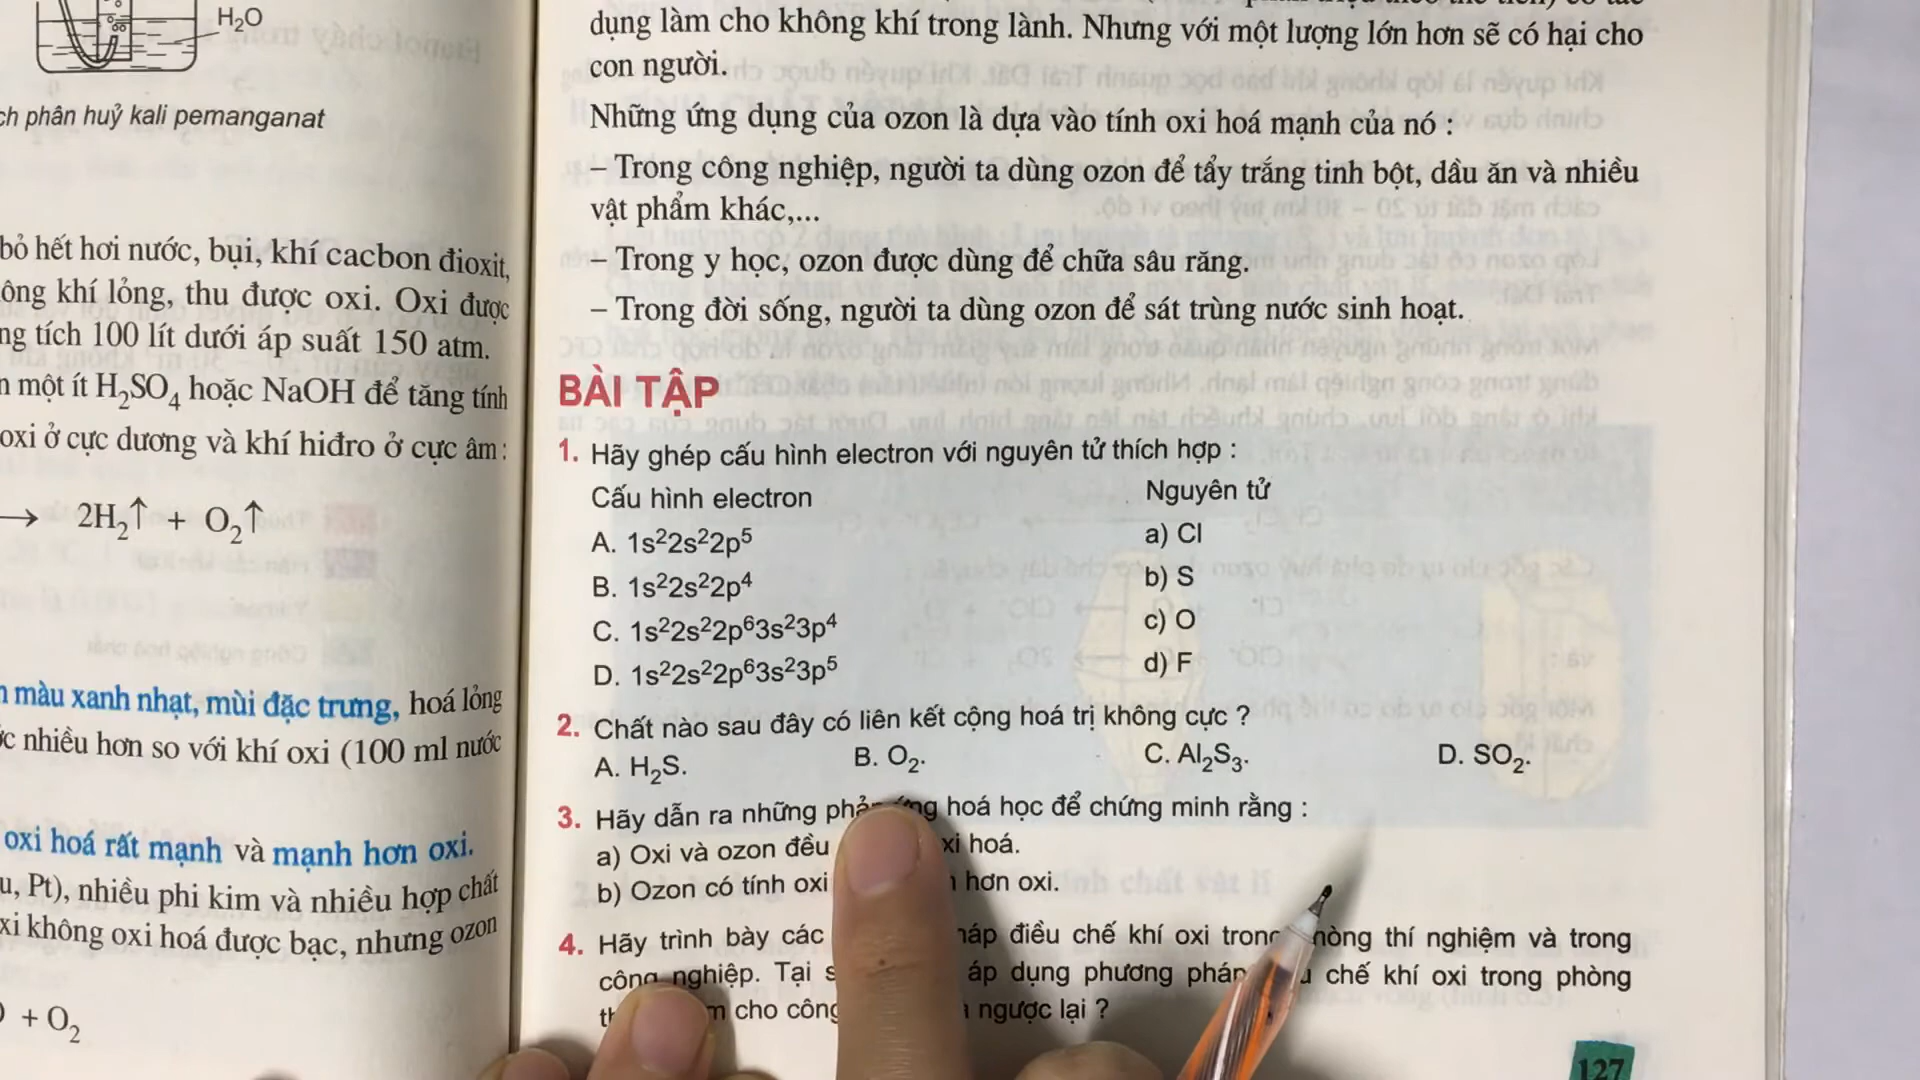 H₂O
ch phân huỷ kali pemanganat
bỏ hết hơi nước, bụi, khí cacbon đioxit,
ông khí lỏng, thu được oxi. Oxi được
ng tích 100 lít dưới áp suất 150 atm.
n một ít H₂SO₄ hoặc NaOH để tăng tính
oxi ở cực dương và khí hiđro ở cực âm:
→ 2H₂↑ + O₂↑
màu xanh nhạt, mùi đặc trưng, hoá lỏng
ớc nhiều hơn so với khí oxi (100 ml nước
oxi hoá rất mạnh và mạnh hơn oxi.
u, Pt), nhiều phi kim và nhiều hợp chất
xi không oxi hoá được bạc, nhưng ozon
+ O₂
dụng làm cho không khí trong lành. Nhưng với một lượng lớn hơn sẽ có hại cho
con người.
Những ứng dụng của ozon là dựa vào tính oxi hoá mạnh của nó :
– Trong công nghiệp, người ta dùng ozon để tẩy trắng tinh bột, dầu ăn và nhiều
vật phẩm khác,...
– Trong y học, ozon được dùng để chữa sâu răng.
– Trong đời sống, người ta dùng ozon để sát trùng nước sinh hoạt.
BÀI TẬP
1. Hãy ghép cấu hình electron với nguyên tử thích hợp :
Cấu hình electron Nguyên tử
A. 1s²2s²2p⁵ a) Cl
B. 1s²2s²2p⁴ b) S
C. 1s²2s²2p⁶3s²3p⁴ c) O
D. 1s²2s²2p⁶3s²3p⁵ d) F
2. Chất nào sau đây có liên kết cộng hoá trị không cực ?
A. H₂S. B. O₂. C. Al₂S₃. D. SO₂.
3. Hãy dẫn ra những phản ứng hoá học để chứng minh rằng :
a) Oxi và ozon đều xi hoá.
b) Ozon có tính oxi hơn oxi.
4. Hãy trình bày các háp điều chế khí oxi trong phòng thí nghiệm và trong
công nghiệp. Tại s áp dụng phương pháp chế khí oxi trong phòng
m cho công ngược lại ?
127